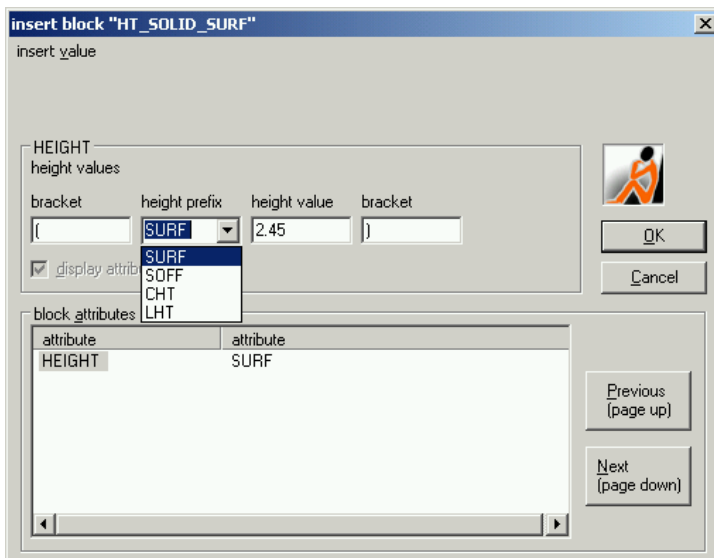 insert block "HT_SOLID_SURF"
insert value
HEIGHT
height values
bracket height prefix height value bracket
( SURF 2.45 )
OK
SURF
display attrib
SOFF
Cancel
CHT
LHT
block attributes
attribute attribute
HEIGHT SURF
Previous
(page up)
Next
(page down)